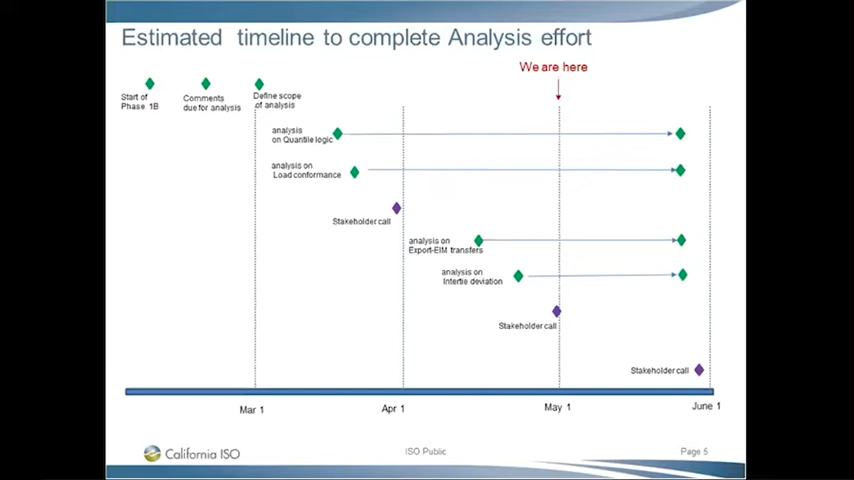 Estimated timeline to complete Analysis effort
We are here
Start of
Phase 1B
Comments
due for analysis
Define scope
of analysis
analysis
on Quantile logic
analysis on
Load conformance
Stakeholder call
analysis on
Export-EIM transfers
analysis on
Intertie deviation
Stakeholder call
Stakeholder call
Mar 1
Apr 1
May 1
June 1
California ISO
ISO Public
Page 5